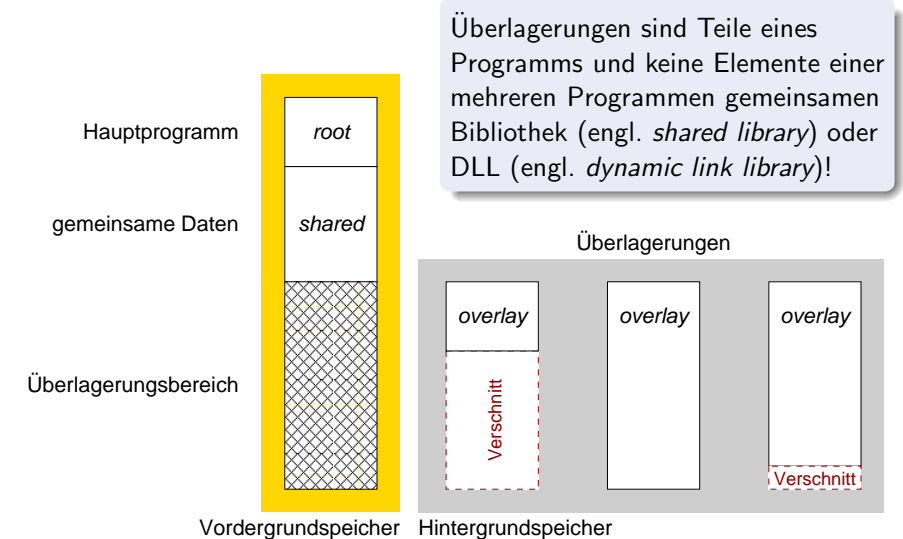 Überlagerungen sind Teile eines
Programms und keine Elemente einer
mehreren Programmen gemeinsamen
Bibliothek (engl. shared library) oder
DLL (engl. dynamic link library)!
Hauptprogramm
root
gemeinsame Daten
shared
Überlagerungen
overlay
overlay
overlay
Überlagerungsbereich
Verschnitt
Verschnitt
Vordergrundspeicher
Hintergrundspeicher